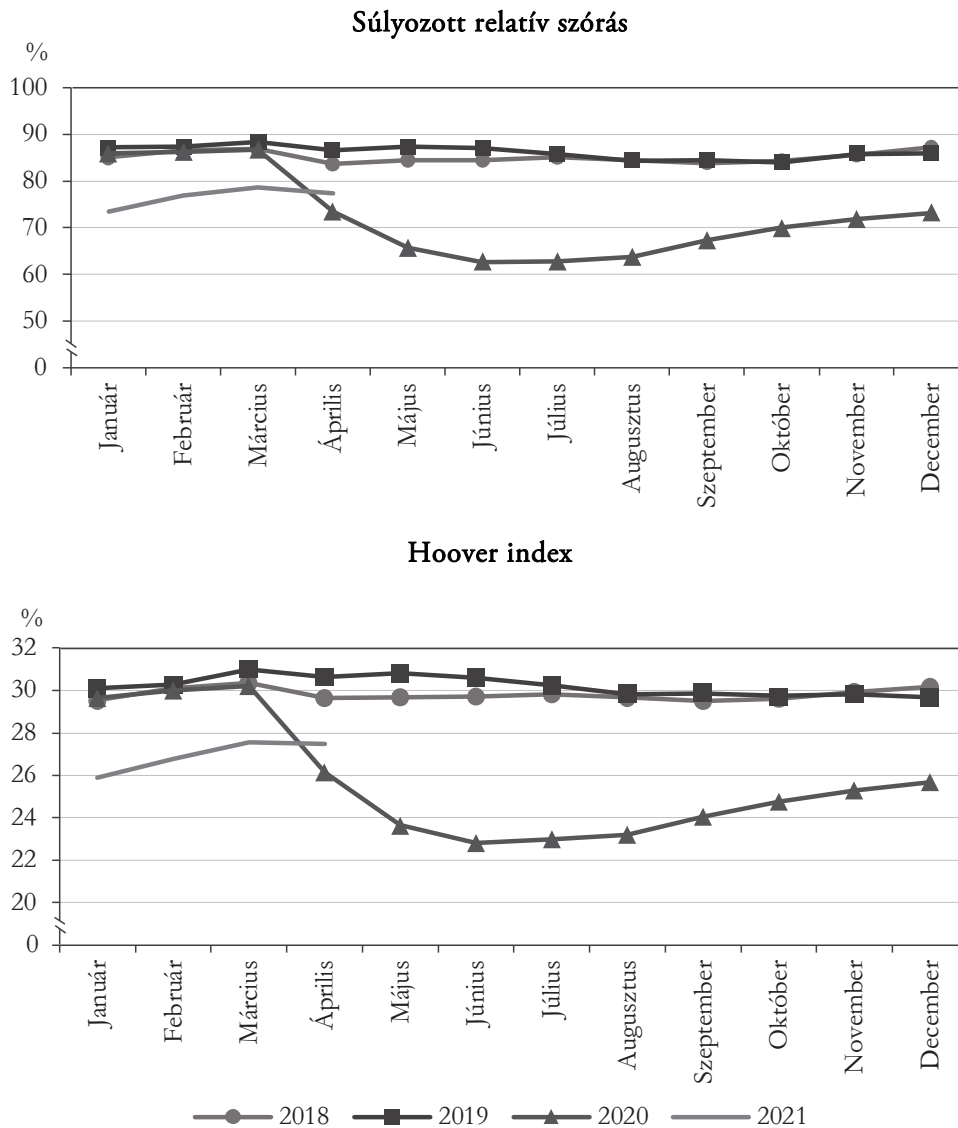 Súlyozott relatív szórás
%
100
90
80
70
60
50
0
Január
Február
Március
Április
Május
Június
Július
Augusztus
Szeptember
Október
November
December
Hoover index
%
32
30
28
26
24
22
20
0
Január
Február
Március
Április
Május
Június
Július
Augusztus
Szeptember
Október
November
December
2018 2019 2020 2021